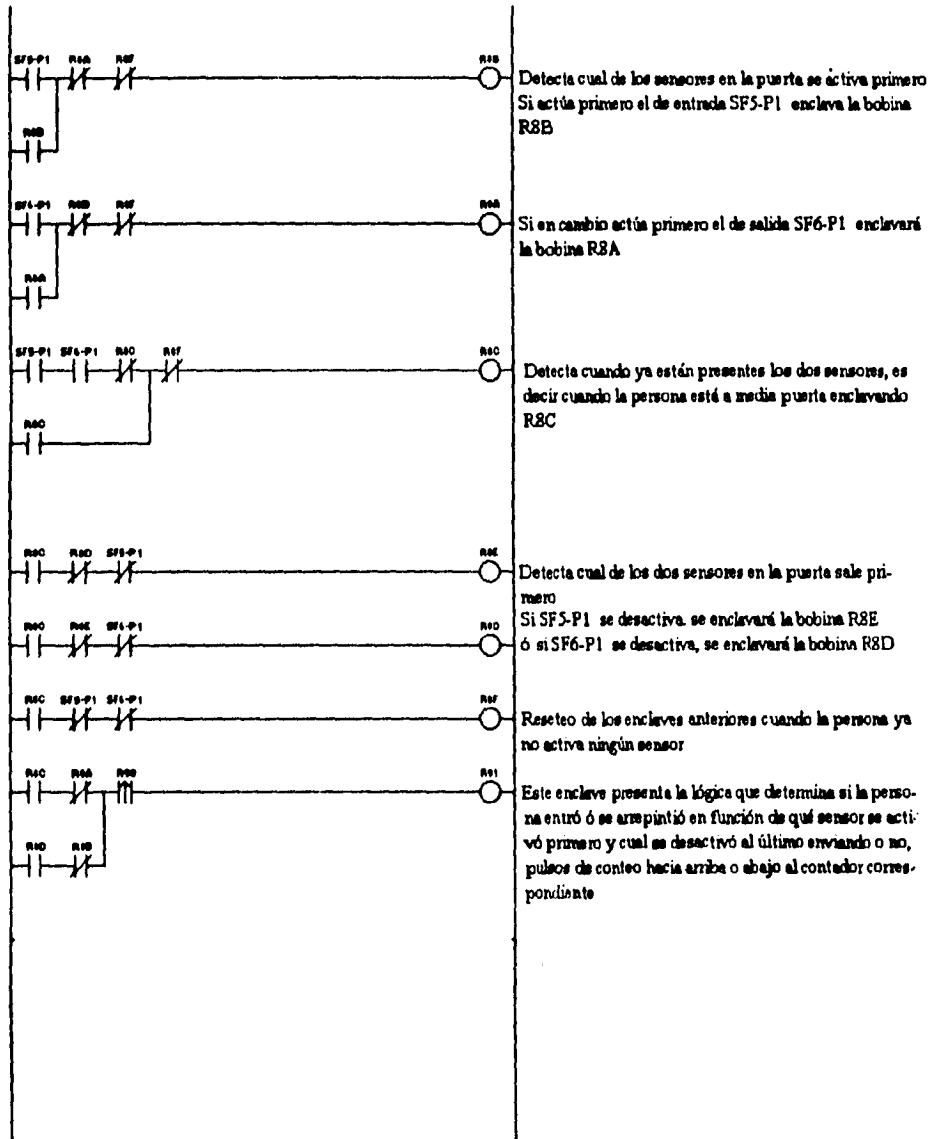 SF5-P1 R8A R8F R8B
R8B
Detecta cual de los sensores en la puerta se activa primero
Si actúa primero el de entrada SF5-P1 enclava la bobina
R8B
SF6-P1 R8B R8F R8A
R8A
Si en cambio actúa primero el de salida SF6-P1 enclavará
la bobina R8A
SF5-P1 SF6-P1 R8C R8F R8C
R8C
Detecta cuando ya están presentes los dos sensores, es
decir cuando la persona está a media puerta enclavando
R8C
R8C R8D SF5-P1 R8E
Detecta cual de los dos sensores en la puerta sale pri-
mero
Si SF5-P1 se desactiva, se enclavará la bobina R8E
R8C R8E SF6-P1 R8D
ó si SF6-P1 se desactiva, se enclavará la bobina R8D
R8C SF5-P1 SF6-P1 R8F
Reseteo de los enclaves anteriores cuando la persona ya
no activa ningún sensor
R8A
Este enclave presenta la lógica que determina si la perso-
na entró ó se arrepintió en función de qué sensor se acti-
vó primero y cual se desactivó al último enviando o no,
R8D R8B
pulsos de conteo hacia arriba o abajo al contador corres-
pondiente